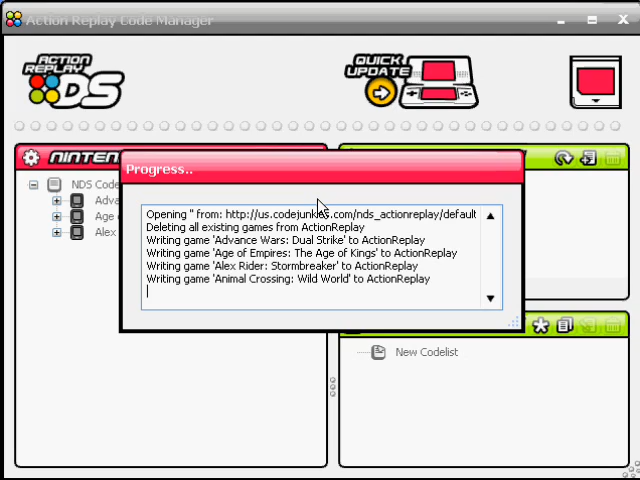 Action Replay Code Manager
ACTION REPLAY DS
QUICK UPDATE
NINTEN
Progress..
NDS Code
Adva
Age o
Alex
Opening '' from: http://us.codejunkies.com/nds_actionreplay/default
Deleting all existing games from ActionReplay
Writing game 'Advance Wars: Dual Strike' to ActionReplay
Writing game 'Age of Empires: The Age of Kings' to ActionReplay
Writing game 'Alex Rider: Stormbreaker' to ActionReplay
Writing game 'Animal Crossing: Wild World' to ActionReplay
New Codelist